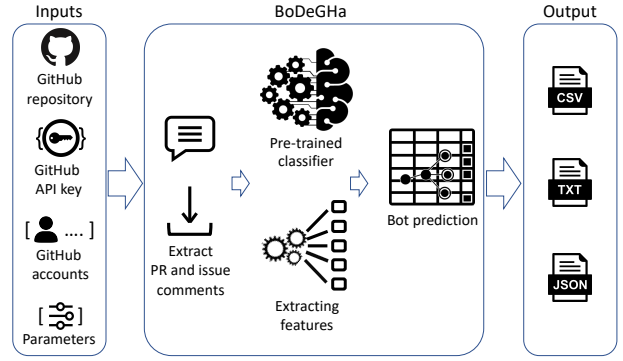 Inputs
GitHub
repository
{ }
GitHub
API key
[ .... ]
GitHub
accounts
[ ]
Parameters
BoDeGHa
Extract
PR and issue
comments
Pre-trained
classifier
Extracting
features
Bot prediction
Output
CSV
TXT
JSON